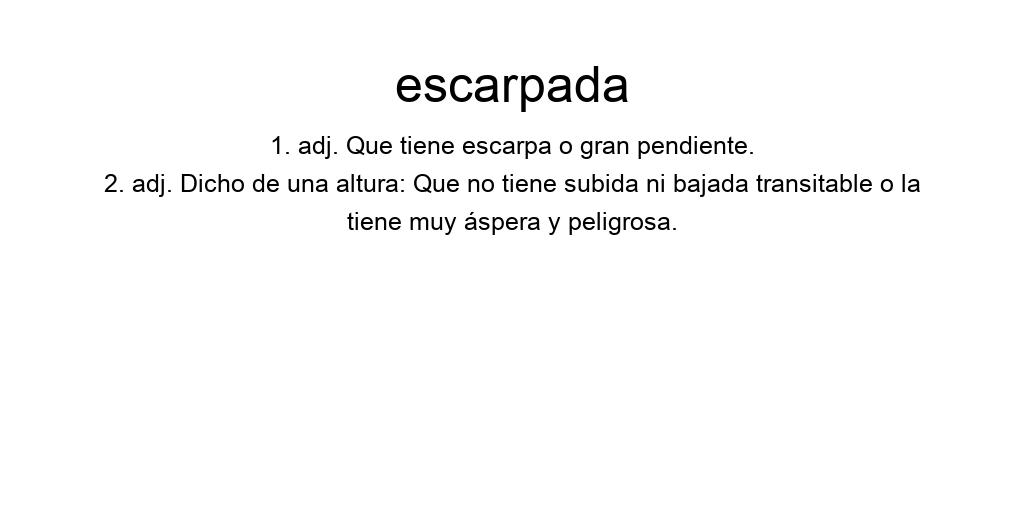 escarpada
1. adj. Que tiene escarpa o gran pendiente.
2. adj. Dicho de una altura: Que no tiene subida ni bajada transitable o la
tiene muy áspera y peligrosa.